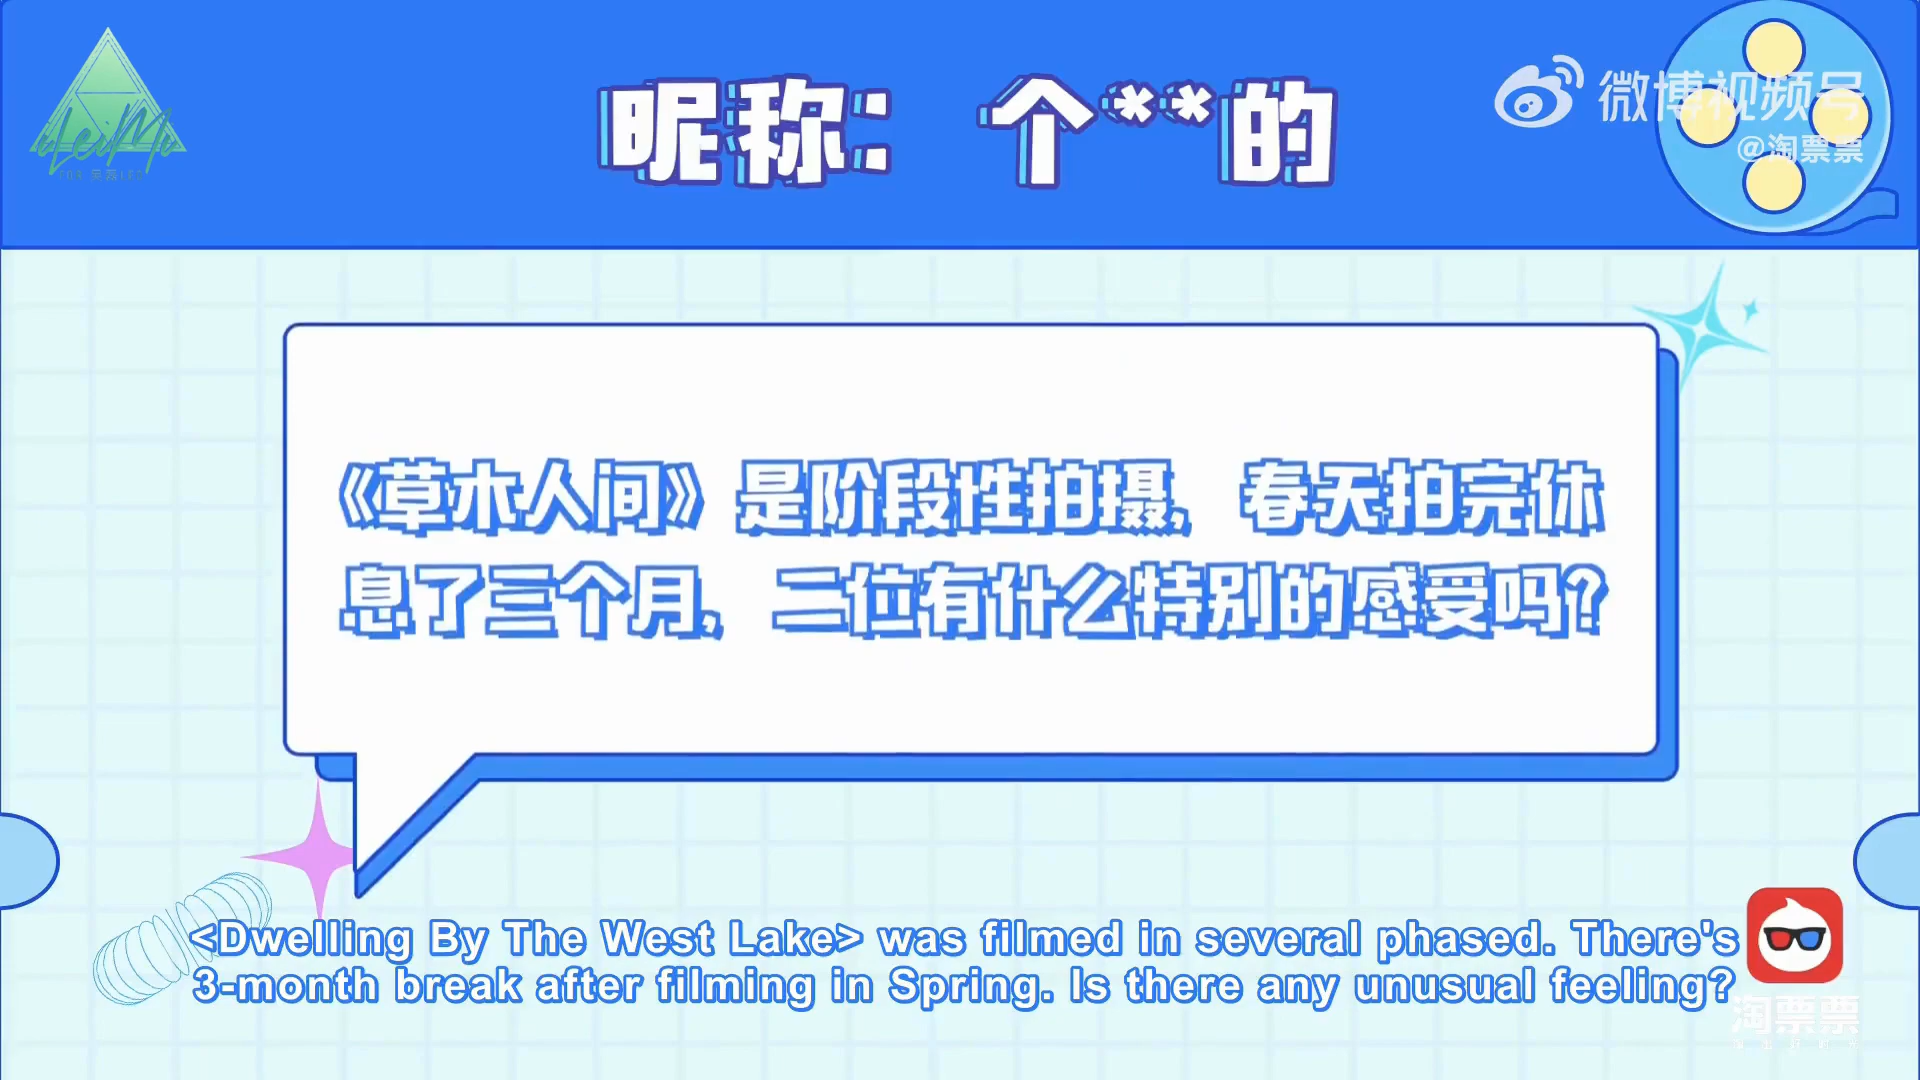 iLeiMi
昵称： 个**的
微博视频号
@淘票票
《草木人间》是阶段性拍摄，春天拍完休
息了三个月，二位有什么特别的感受吗？
<Dwelling By The West Lake> was filmed in several phased. There's
3-month break after filming in Spring. Is there any unusual feeling?
淘票票